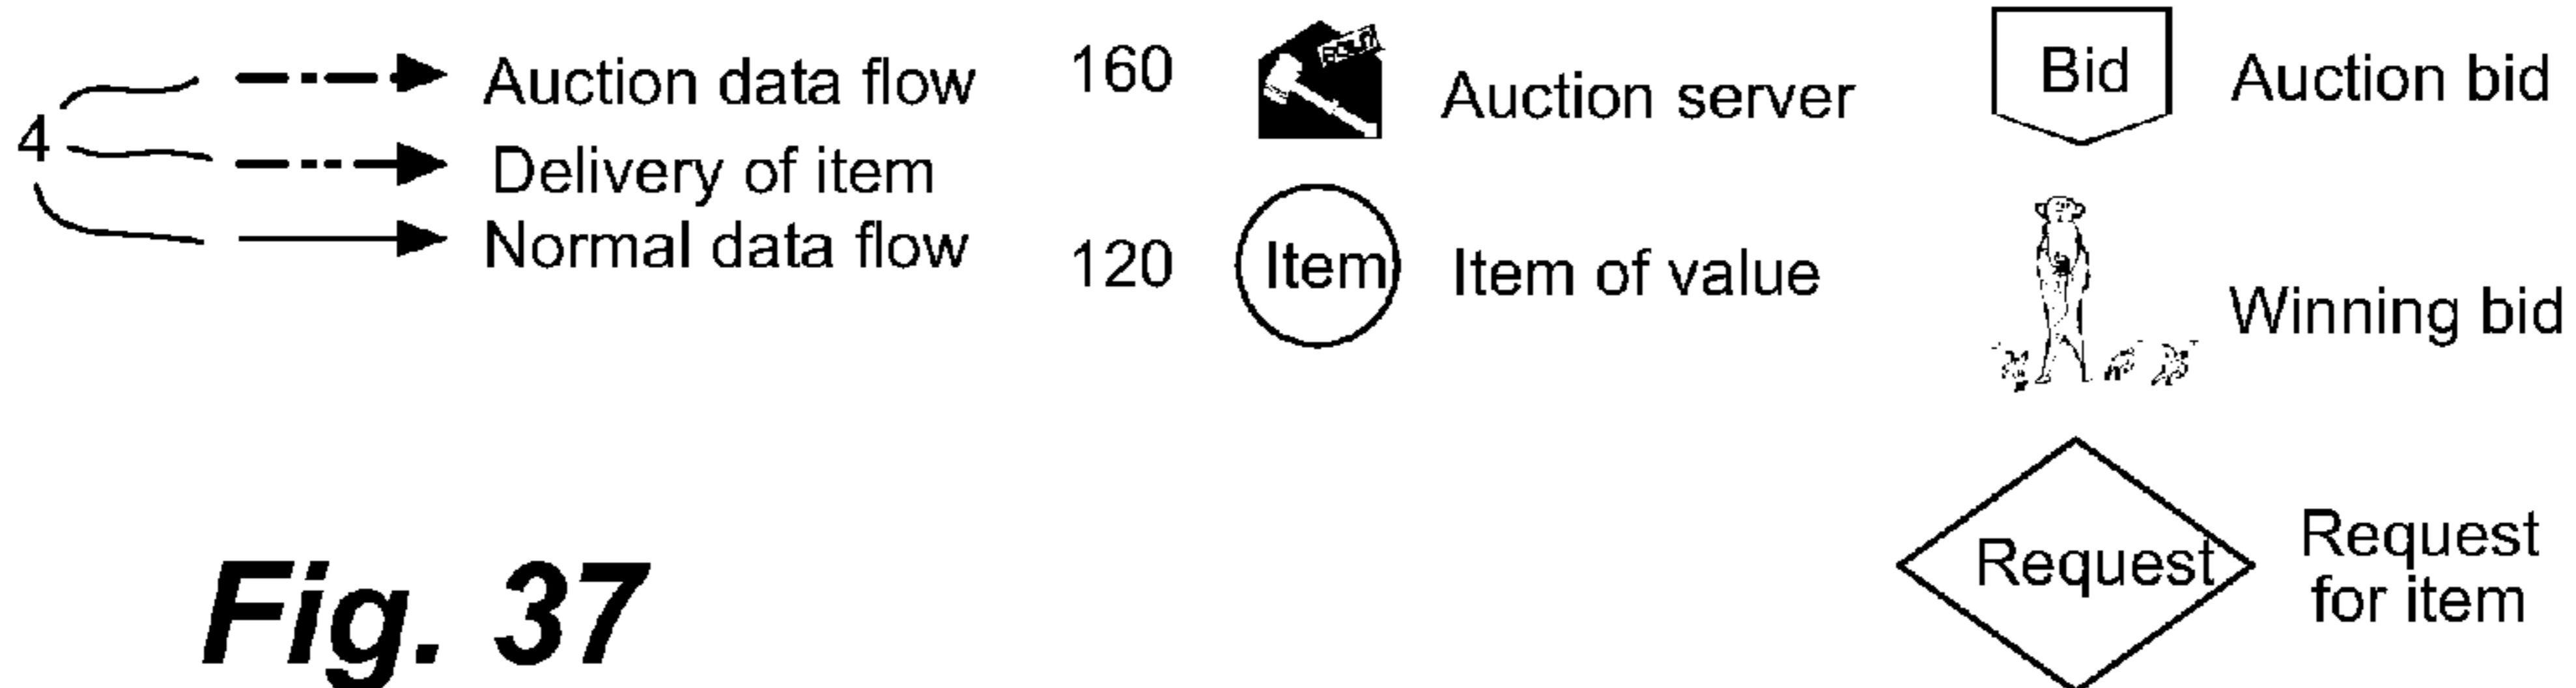 4
Auction data flow
Delivery of item
Normal data flow
160
Auction server
120
Item
Item of value
Bid
Auction bid
Winning bid
Request
Request
for item
Fig. 37